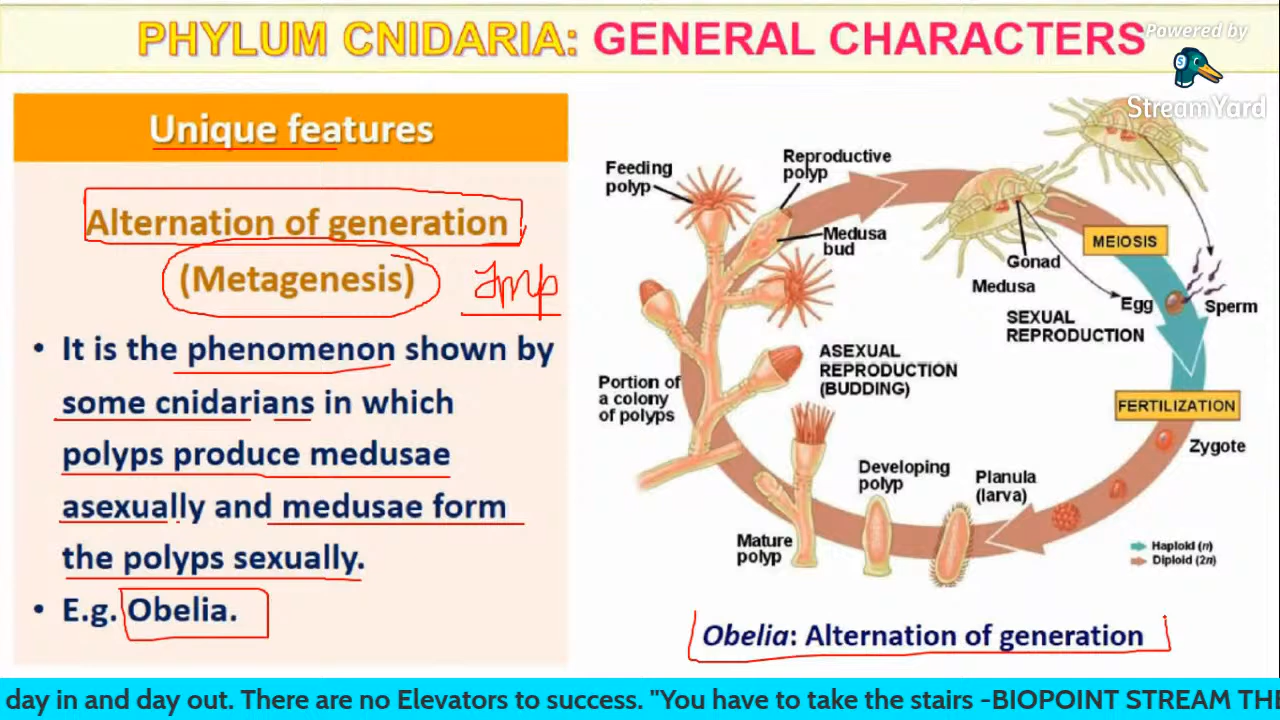 PHYLUM CNIDARIA: GENERAL CHARACTERS
Powered by
StreamYard
Unique features
Alternation of generation
(Metagenesis)
Imp
• It is the phenomenon shown by
some cnidarians in which
polyps produce medusae
asexually and medusae form
the polyps sexually.
• E.g. Obelia.
Feeding
polyp
Reproductive
polyp
Medusa
bud
Gonad
Medusa
MEIOSIS
Egg
Sperm
SEXUAL
REPRODUCTION
ASEXUAL
REPRODUCTION
(BUDDING)
Portion of
a colony
of polyps
FERTILIZATION
Zygote
Developing
polyp
Planula
(larva)
Mature
polyp
Haploid (n)
Diploid (2n)
Obelia: Alternation of generation
day in and day out. There are no Elevators to success. "You have to take the stairs -BIOPOINT STREAM THE